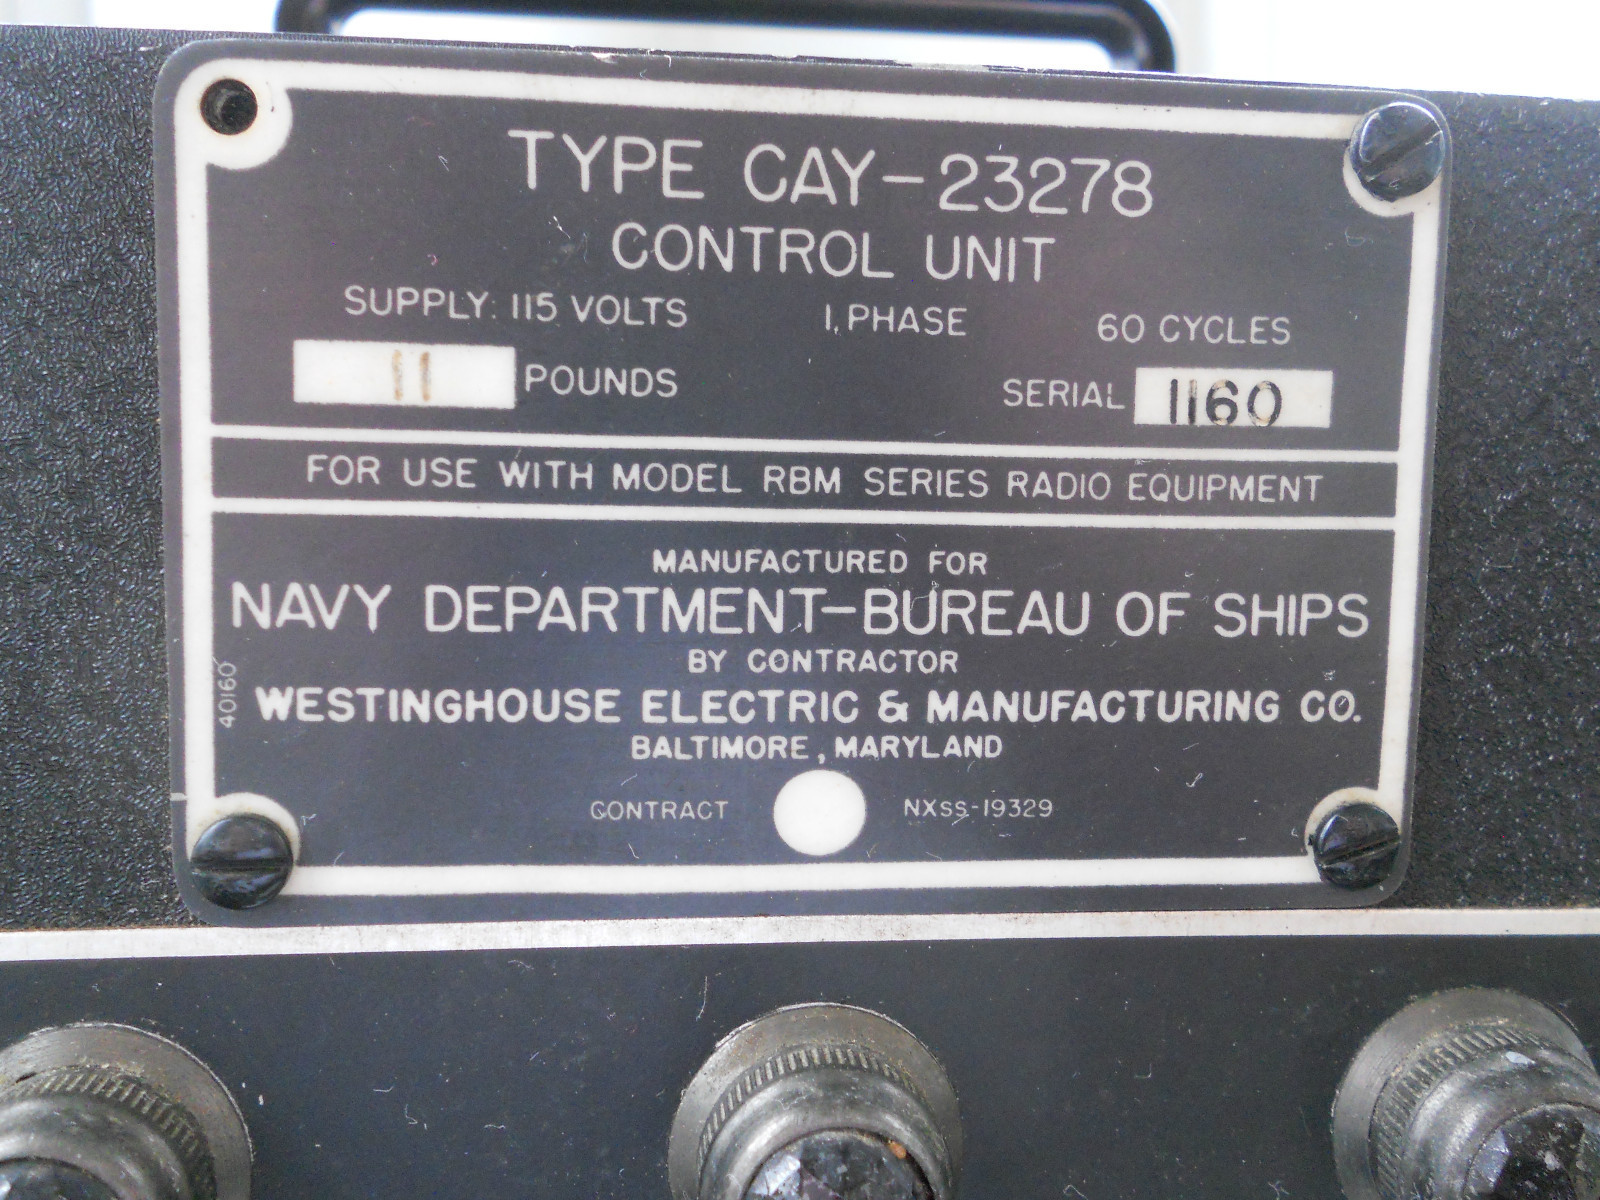 TYPE CAY-23278
CONTROL UNIT
SUPPLY: 115 VOLTS 1, PHASE 60 CYCLES
11 POUNDS SERIAL 1160
FOR USE WITH MODEL RBM SERIES RADIO EQUIPMENT
MANUFACTURED FOR
NAVY DEPARTMENT-BUREAU OF SHIPS
BY CONTRACTOR
WESTINGHOUSE ELECTRIC & MANUFACTURING CO.
BALTIMORE, MARYLAND
CONTRACT NXss-19329
40160